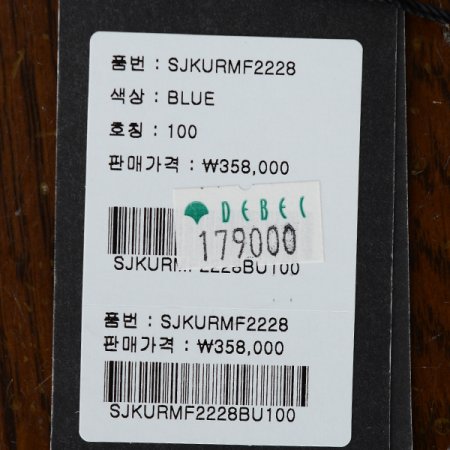 품번 : SJKURMF2228
색상 : BLUE
호칭 : 100
판매가격 : ₩358,000
DEBEC
179000
SJKURMF2228BU100
품번 : SJKURMF2228
판매가격 : ₩358,000
SJKURMF2228BU100